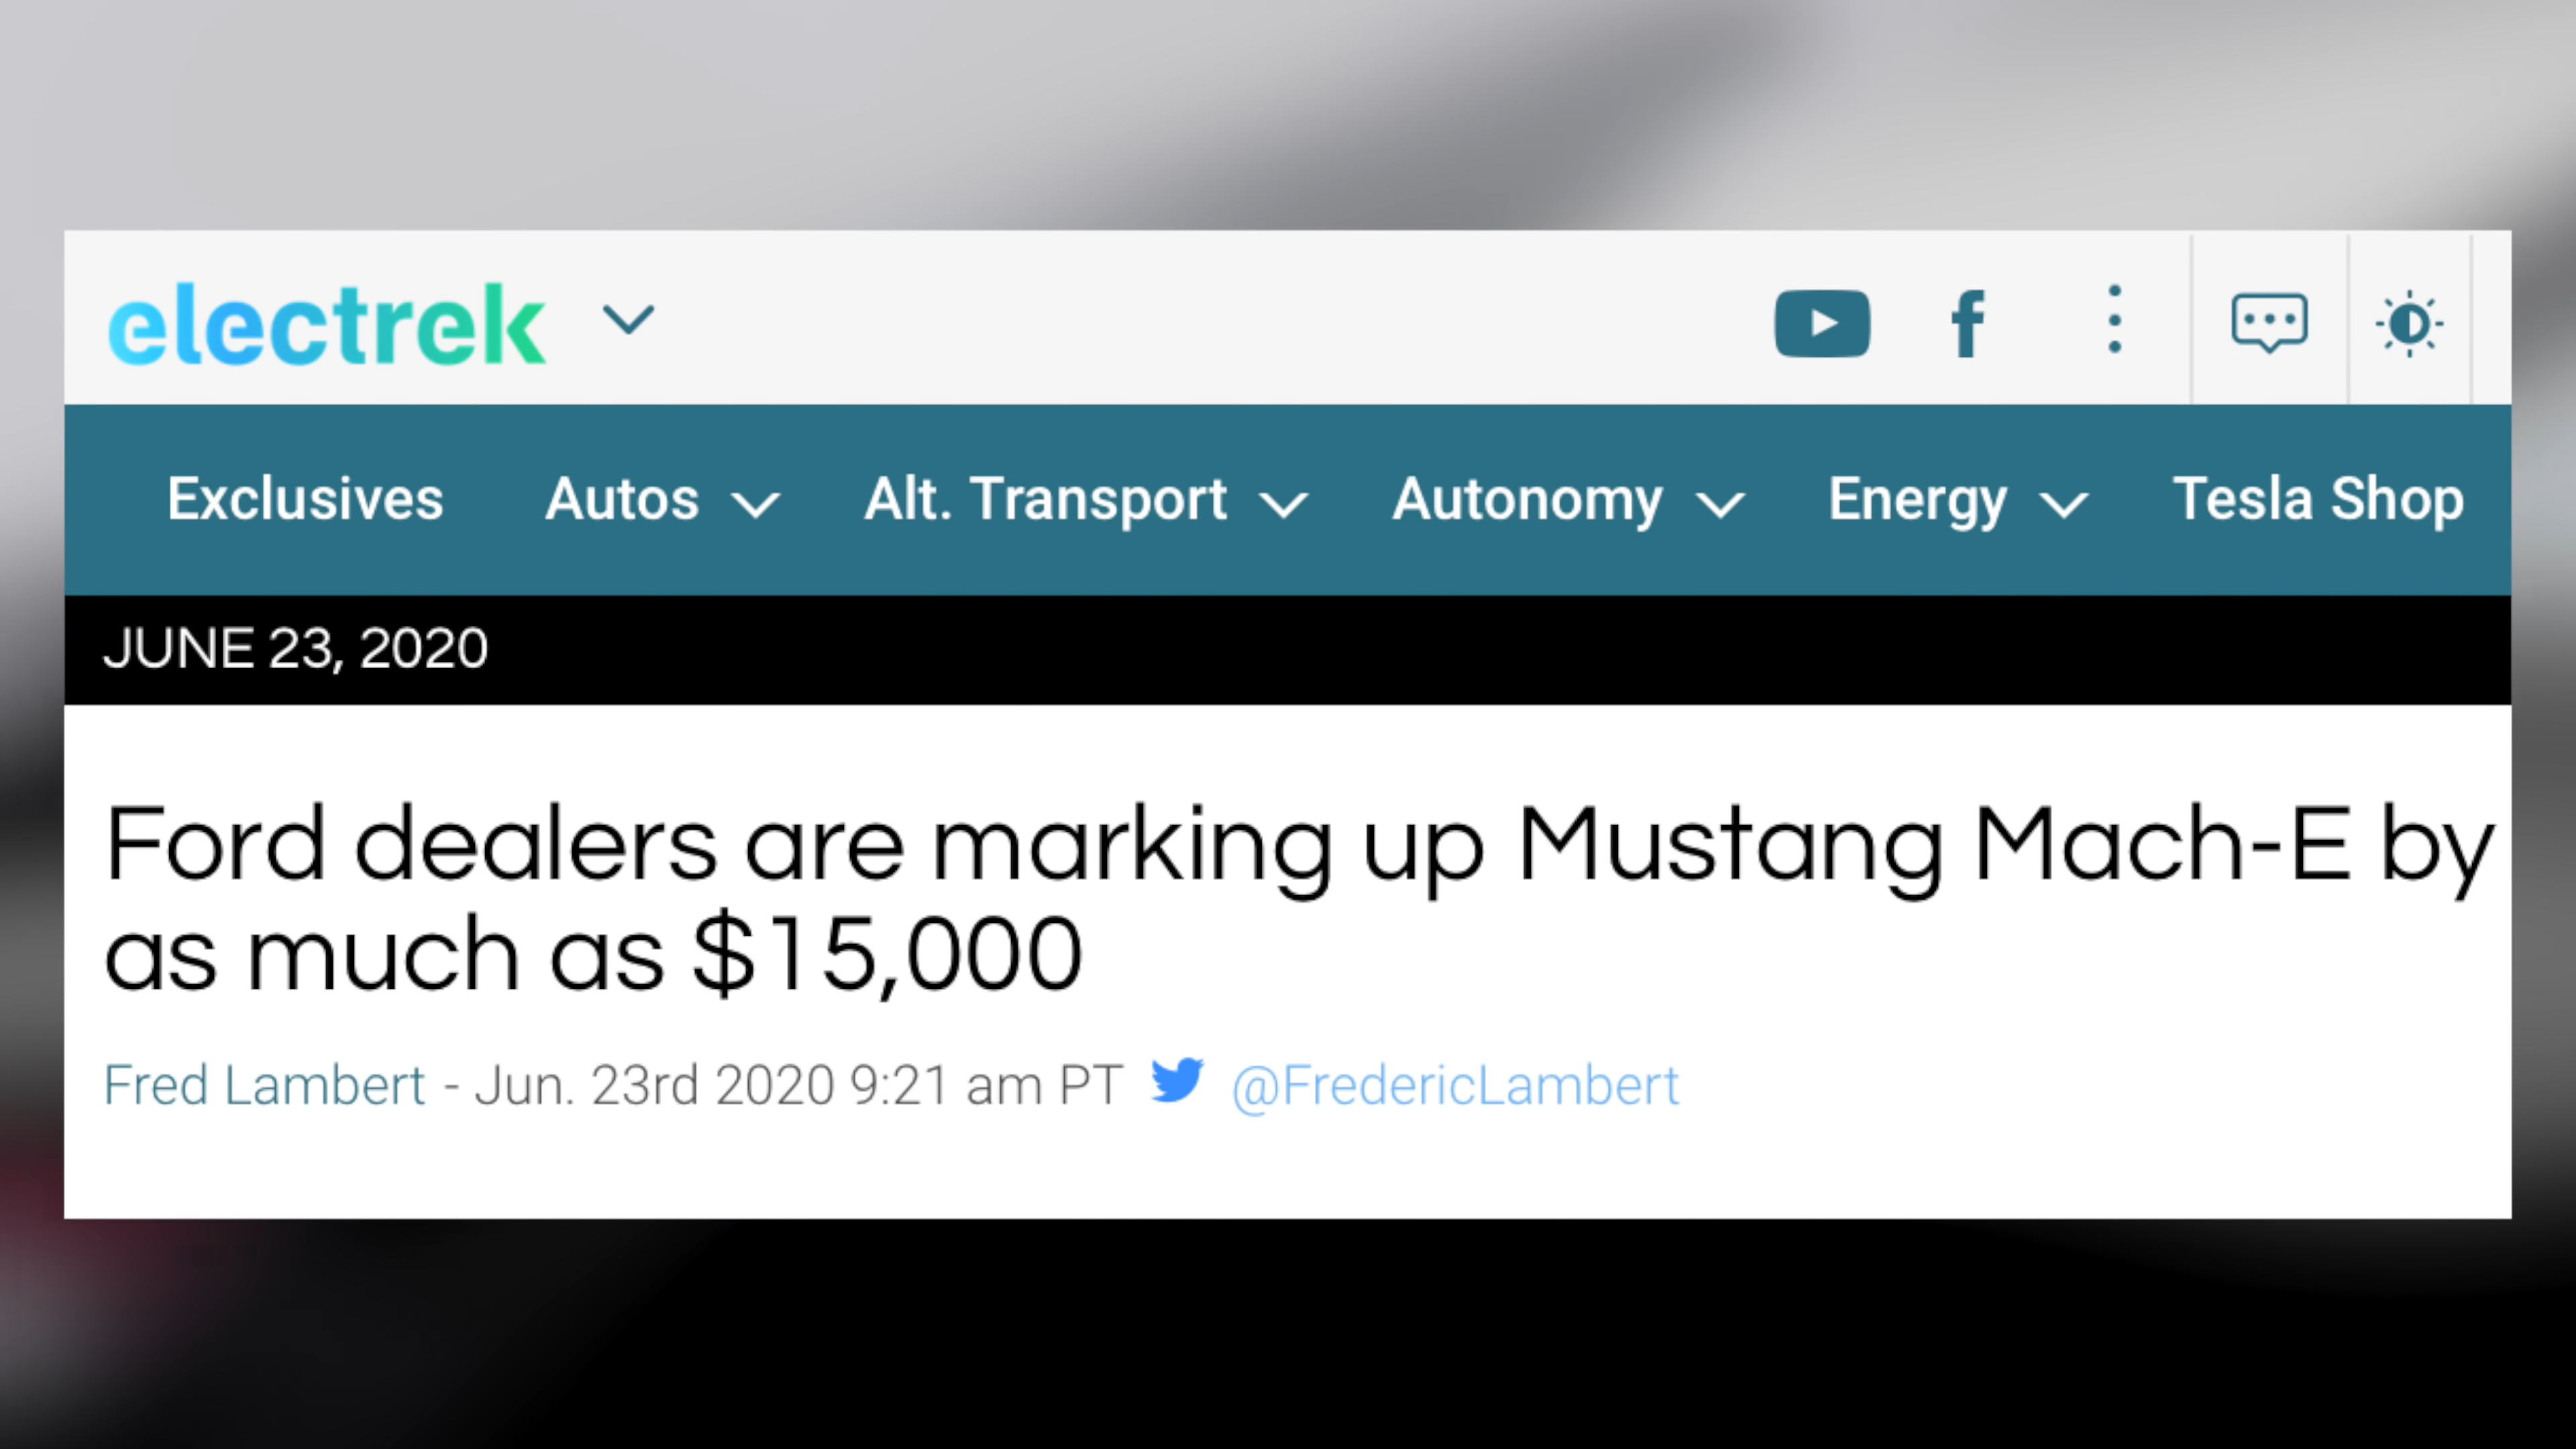 electrek
Exclusives Autos Alt. Transport Autonomy Energy Tesla Shop
JUNE 23, 2020
Ford dealers are marking up Mustang Mach-E by
as much as $15,000
Fred Lambert - Jun. 23rd 2020 9:21 am PT @FredericLambert